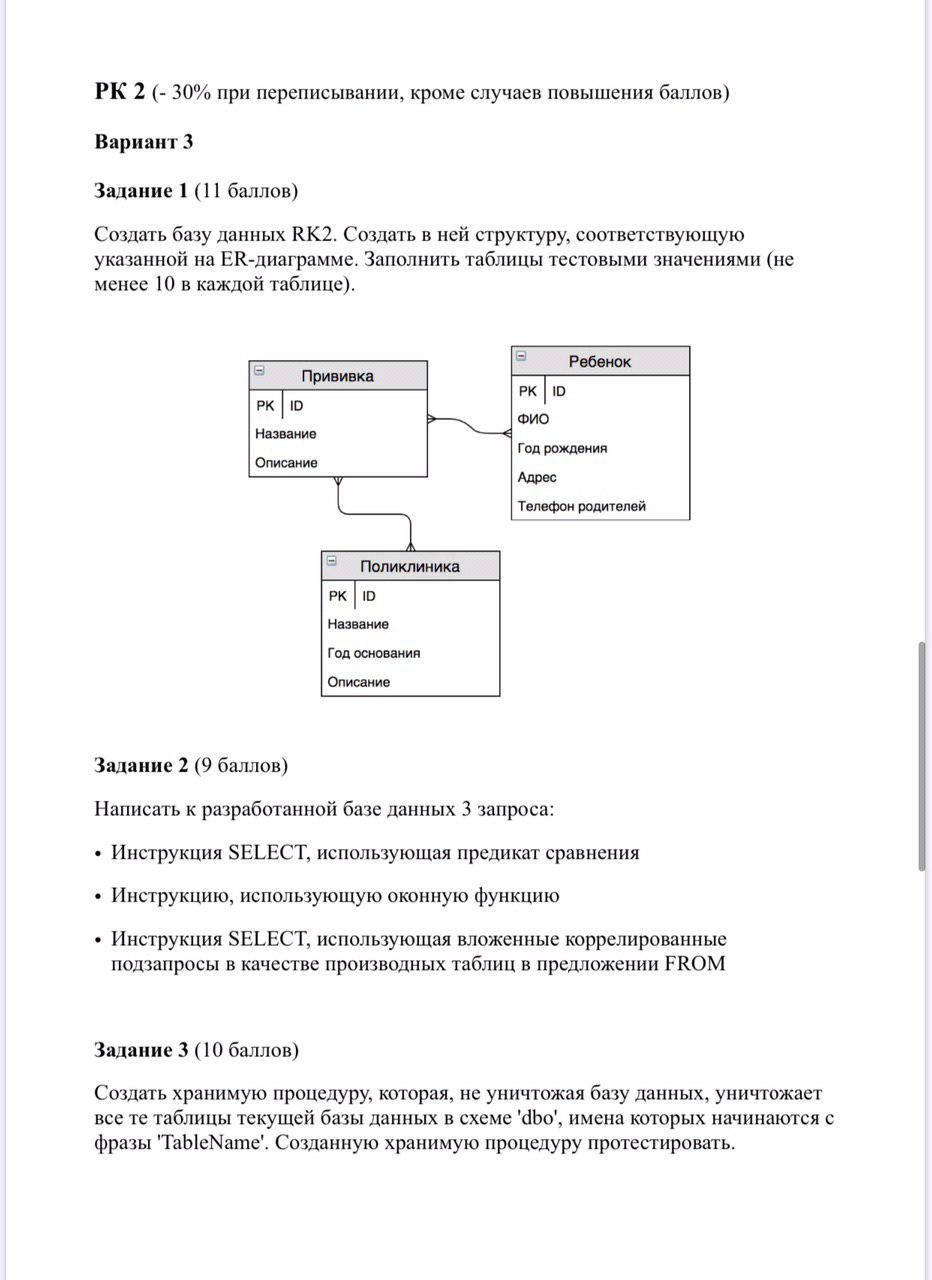 РК 2 (- 30% при переписывании, кроме случаев повышения баллов)
Вариант 3
Задание 1 (11 баллов)
Создать базу данных RK2. Создать в ней структуру, соответствующую
указанной на ER-диаграмме. Заполнить таблицы тестовыми значениями (не
менее 10 в каждой таблице).
Прививка
PK ID
Название
Описание
Ребенок
PK ID
ФИО
Год рождения
Адрес
Телефон родителей
Поликлиника
PK ID
Название
Год основания
Описание
Задание 2 (9 баллов)
Написать к разработанной базе данных 3 запроса:
• Инструкция SELECT, использующая предикат сравнения
• Инструкцию, использующую оконную функцию
• Инструкция SELECT, использующая вложенные коррелированные
подзапросы в качестве производных таблиц в предложении FROM
Задание 3 (10 баллов)
Создать хранимую процедуру, которая, не уничтожая базу данных, уничтожает
все те таблицы текущей базы данных в схеме 'dbo', имена которых начинаются с
фразы 'TableName'. Созданную хранимую процедуру протестировать.